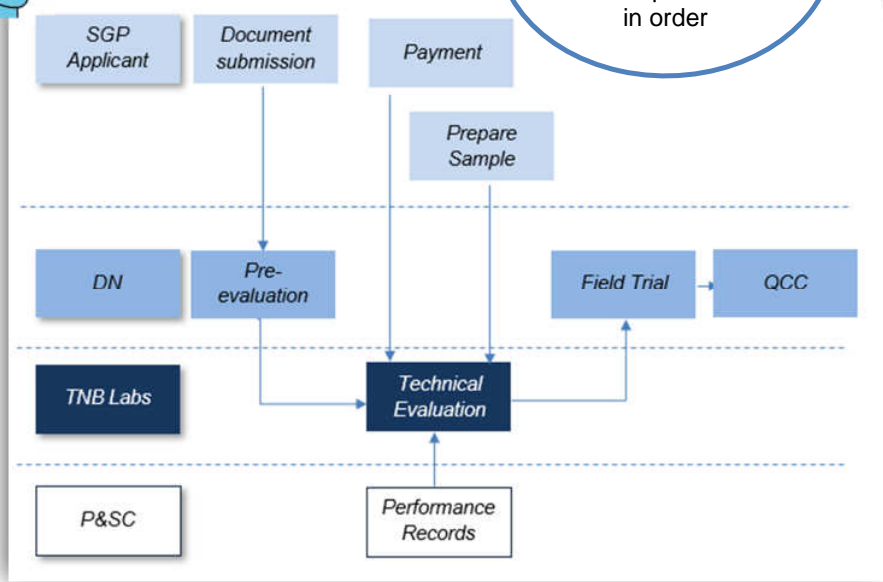 in order
SGP
Applicant
Document
submission
Payment
Prepare
Sample
DN
Pre-
evaluation
Field Trial
QCC
TNB Labs
Technical
Evaluation
P&SC
Performance
Records